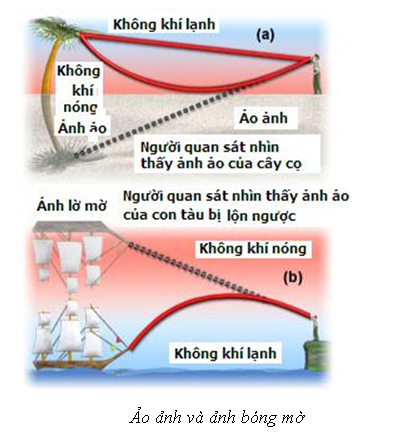 Không khí lạnh
(a)
Không
khí
nóng
Ảnh ảo
Ảo ảnh
Người quan sát nhìn
thấy ảnh ảo của cây cọ
Ảnh lờ mờ
Người quan sát nhìn thấy ảnh ảo
của con tàu bị lộn ngược
Không khí nóng
(b)
Không khí lạnh
Ảo ảnh và ảnh bóng mờ